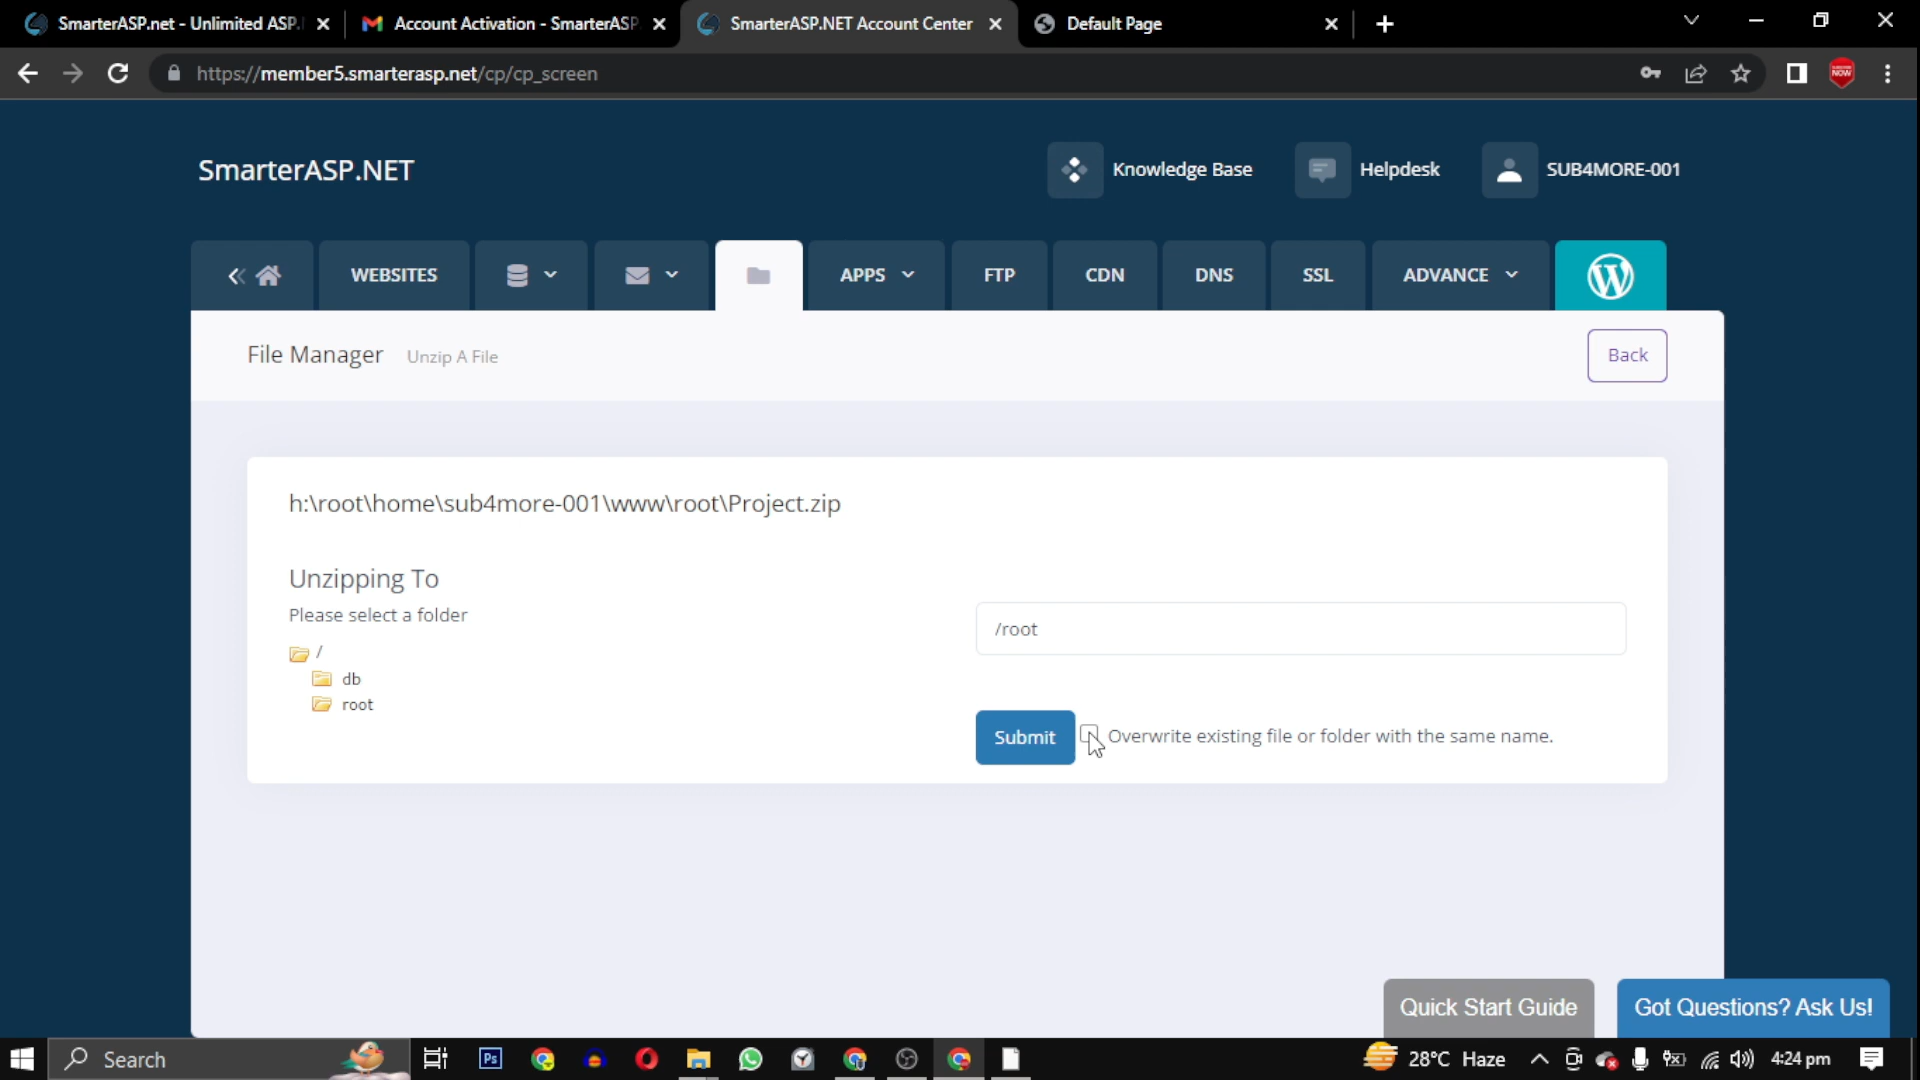 SmarterASP.net - Unlimited ASP.
Account Activation - SmarterASP
SmarterASP.NET Account Center
Default Page
https://member5.smarterasp.net/cp/cp_screen
SmarterASP.NET
Knowledge Base
Helpdesk
SUB4MORE-001
WEBSITES
APPS
FTP
CDN
DNS
SSL
ADVANCE
File Manager
Unzip A File
Back
h:\root\home\sub4more-001\www\root\Project.zip
Unzipping To
Please select a folder
/
db
root
/root
Submit
Overwrite existing file or folder with the same name.
Quick Start Guide
Got Questions? Ask Us!
Search
Ps
28°C Haze
4:24 pm